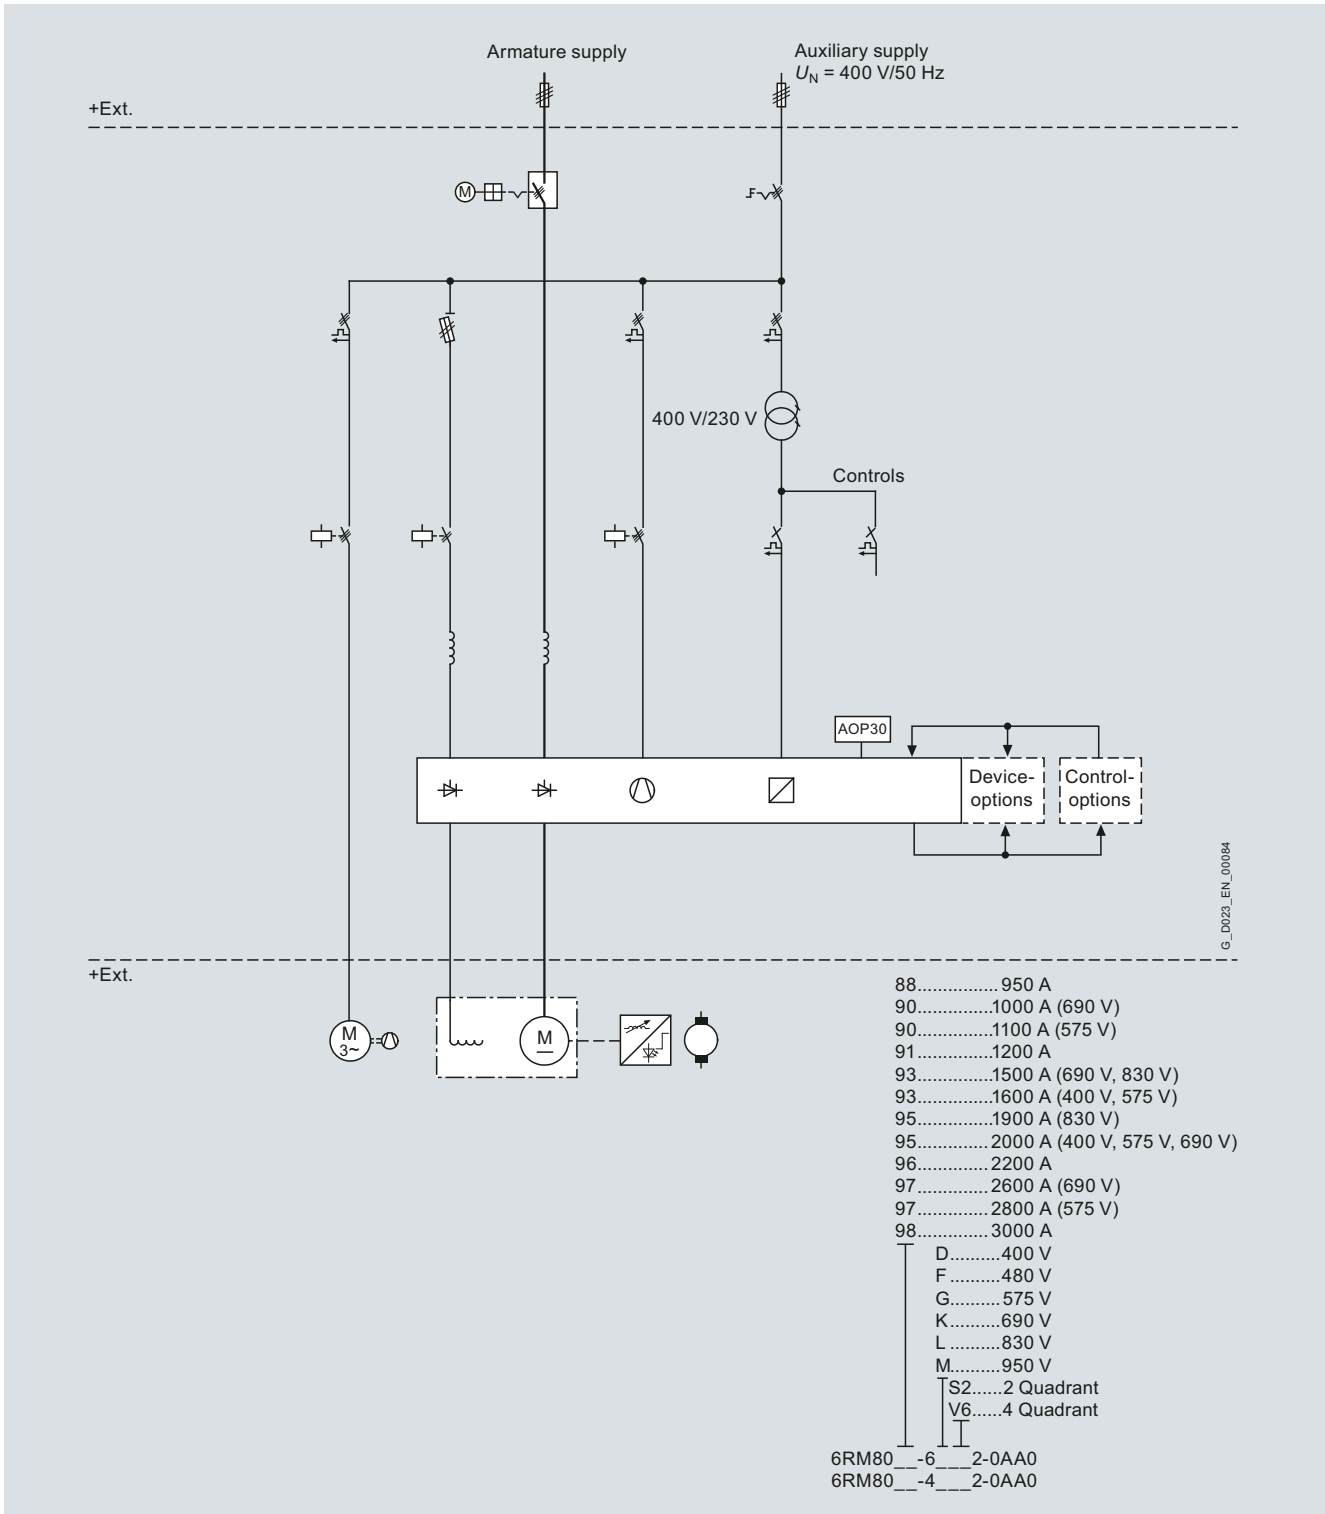 Armature supply
Auxiliary supply
U_N = 400 V/50 Hz
+Ext.
M
400 V/230 V
Controls
AOP30
Device-
options
Control-
options
G_D023_EN_00084
+Ext.
M
3~
M
88................ 950 A
90.............1000 A (690 V)
90.............1100 A (575 V)
91.............1200 A
93.............1500 A (690 V, 830 V)
93.............1600 A (400 V, 575 V)
95.............1900 A (830 V)
95.............2000 A (400 V, 575 V, 690 V)
96.............2200 A
97.............2600 A (690 V)
97.............2800 A (575 V)
98.............3000 A
D..........400 V
F..........480 V
G..........575 V
K..........690 V
L ..........830 V
M..........950 V
S2......2 Quadrant
V6......4 Quadrant
6RM80__-6___2-0AA0
6RM80__-4___2-0AA0